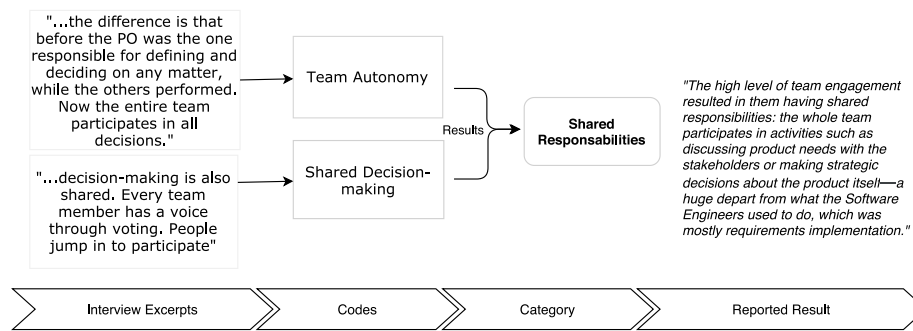 "...the difference is that
before the PO was the one
responsible for defining and
deciding on any matter,
while the others performed.
Now the entire team
participates in all
decisions."
"...decision-making is also
shared. Every team
member has a voice
through voting. People
jump in to participate"
Team Autonomy
Shared Decision-
making
Results
Shared
Responsabilities
"The high level of team engagement
resulted in them having shared
responsibilities: the whole team
participates in activities such as
discussing product needs with the
stakeholders or making strategic
decisions about the product itself—a
huge depart from what the Software
Engineers used to do, which was
mostly requirements implementation."
Interview Excerpts
Codes
Category
Reported Result